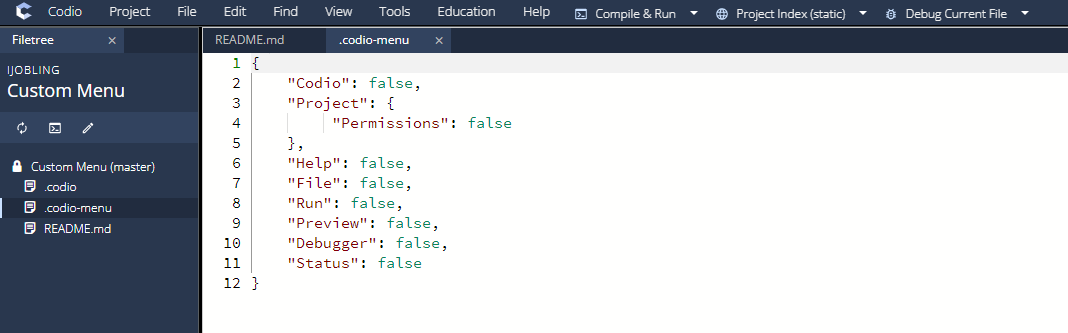 Codio Project File Edit Find View Tools Education Help Compile & Run Project Index (static) Debug Current File
Filetree × README.md .codio-menu ×
IJOBLING
Custom Menu
Custom Menu (master)
.codio
.codio-menu
README.md
1 {
2 "Codio": false,
3 "Project": {
4 "Permissions": false
5 },
6 "Help": false,
7 "File": false,
8 "Run": false,
9 "Preview": false,
10 "Debugger": false,
11 "Status": false
12 }